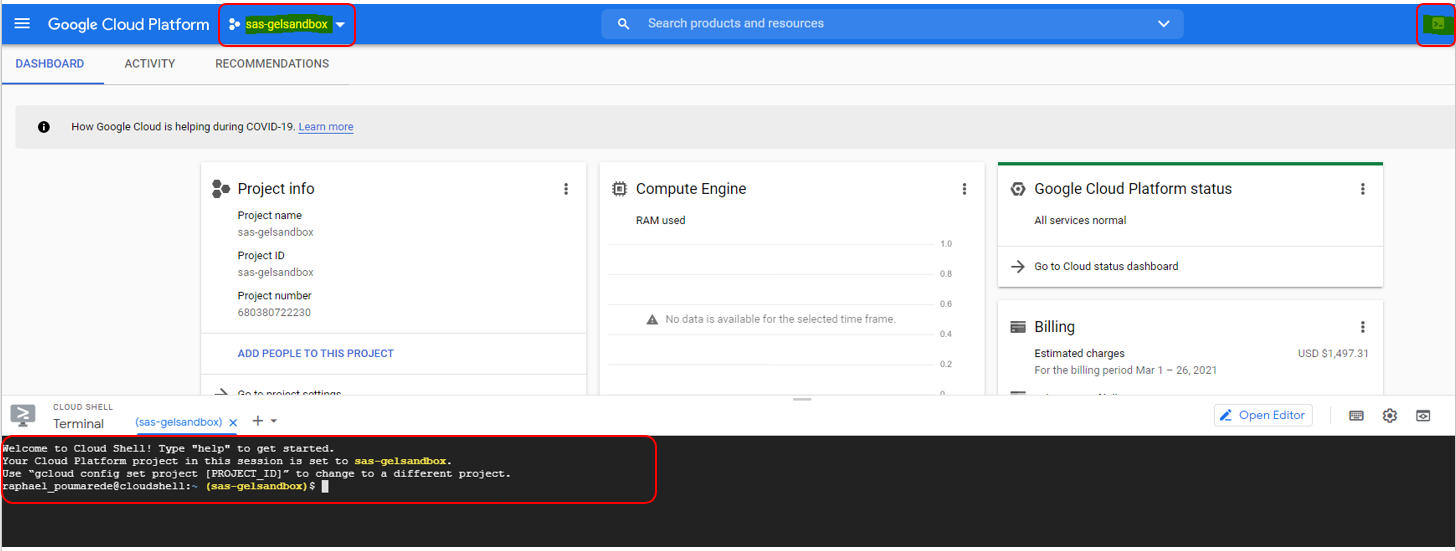 Google Cloud Platform sas-gelsandbox Search products and resources
DASHBOARD ACTIVITY RECOMMENDATIONS
How Google Cloud is helping during COVID-19. Learn more
Project info
Project name
sas-gelsandbox
Project ID
sas-gelsandbox
Project number
680380722230
ADD PEOPLE TO THIS PROJECT
Go to project settings
Compute Engine
RAM used
1.0
0.8
0.6
No data is available for the selected time frame.
0.4
0.2
0
Google Cloud Platform status
All services normal
Go to Cloud status dashboard
Billing
Estimated charges USD $1,497.31
For the billing period Mar 1 – 26, 2021
CLOUD SHELL
Terminal (sas-gelsandbox) Open Editor
Welcome to Cloud Shell! Type "help" to get started.
Your Cloud Platform project in this session is set to sas-gelsandbox.
Use “gcloud config set project [PROJECT_ID]” to change to a different project.
raphael_poumarede@cloudshell:~ (sas-gelsandbox)$